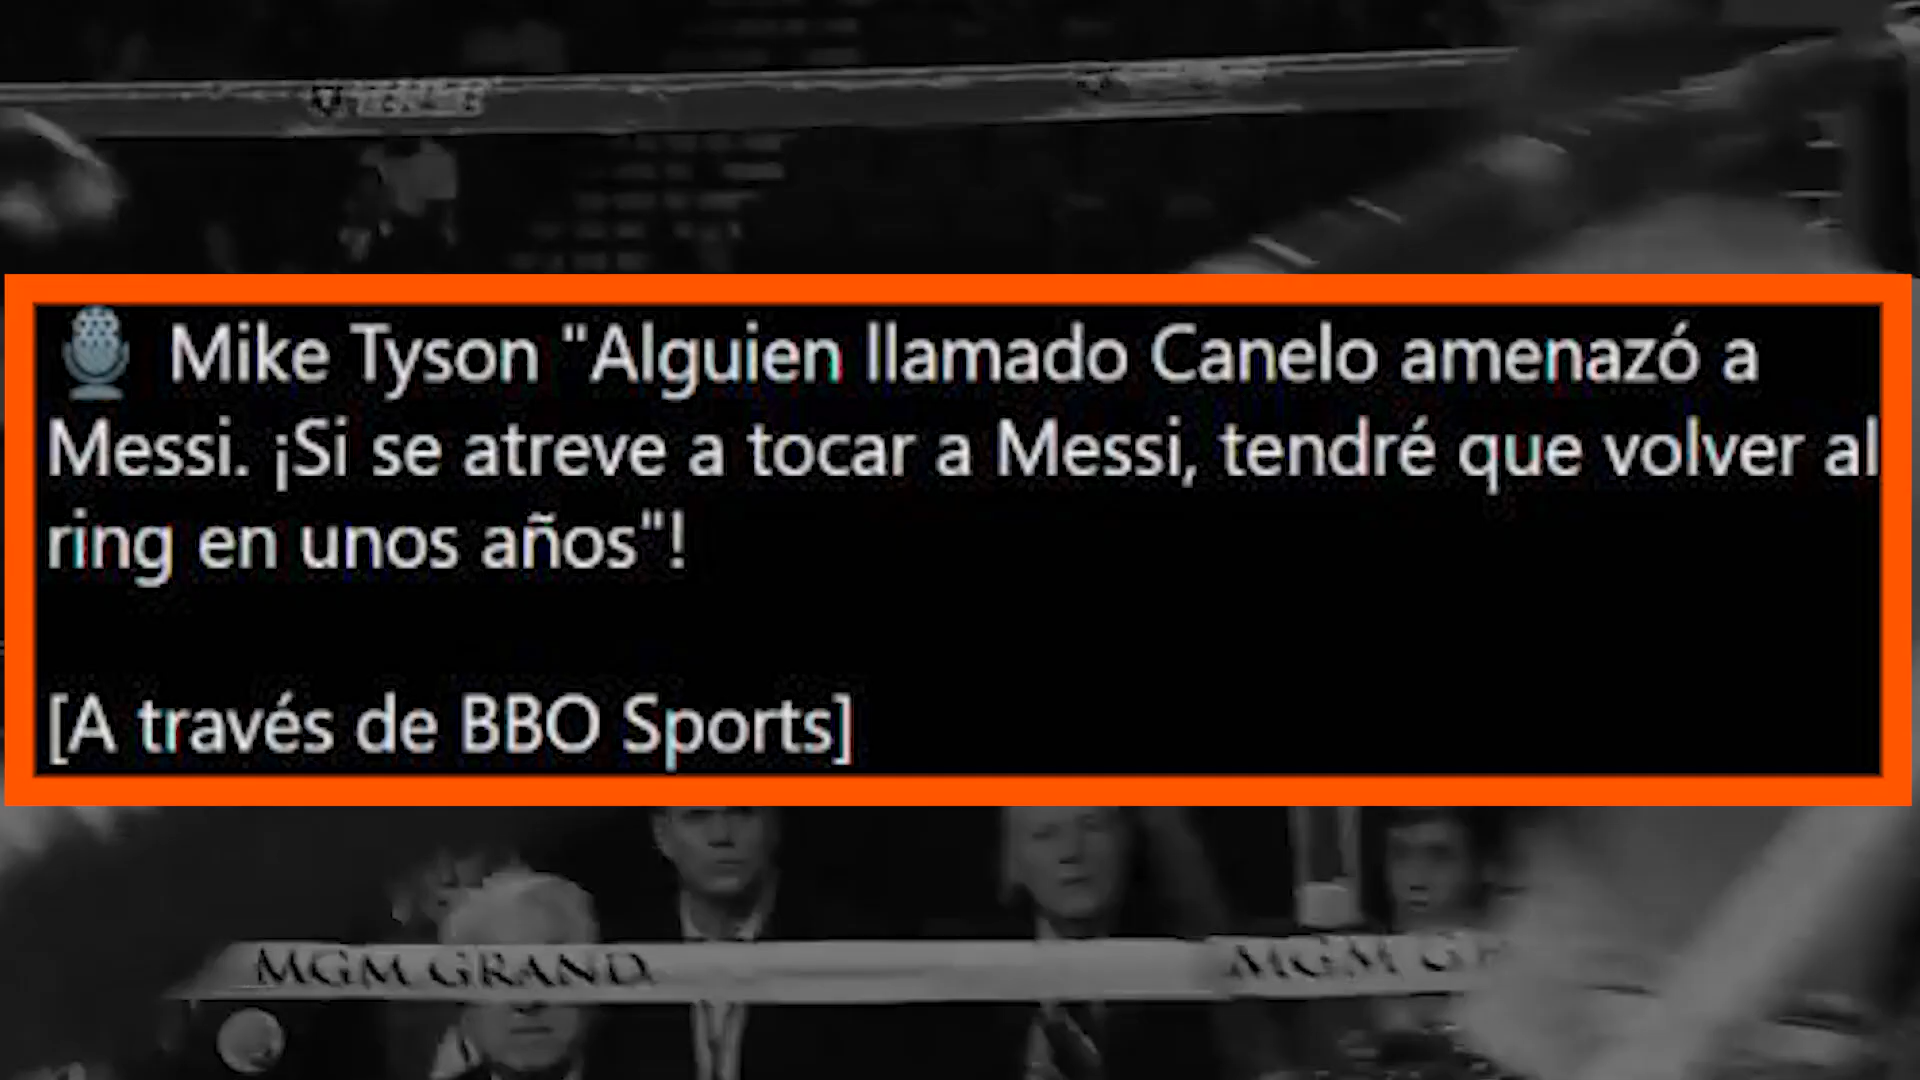 Mike Tyson "Alguien llamado Canelo amenazó a
Messi. ¡Si se atreve a tocar a Messi, tendré que volver al
ring en unos años"!
[A través de BBO Sports]
MGM GRAND
MGM G